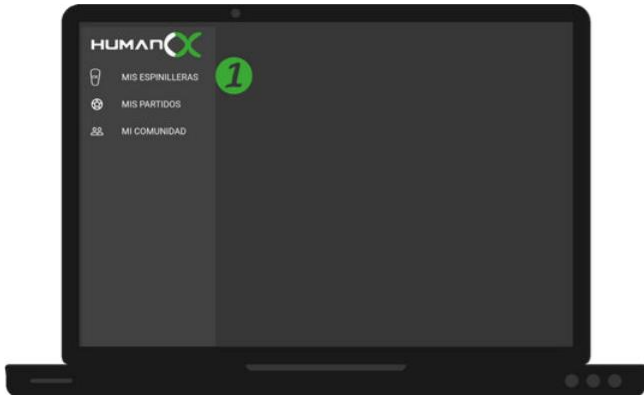 HUMANOX
MIS ESPINILLERAS 1
MIS PARTIDOS
MI COMUNIDAD